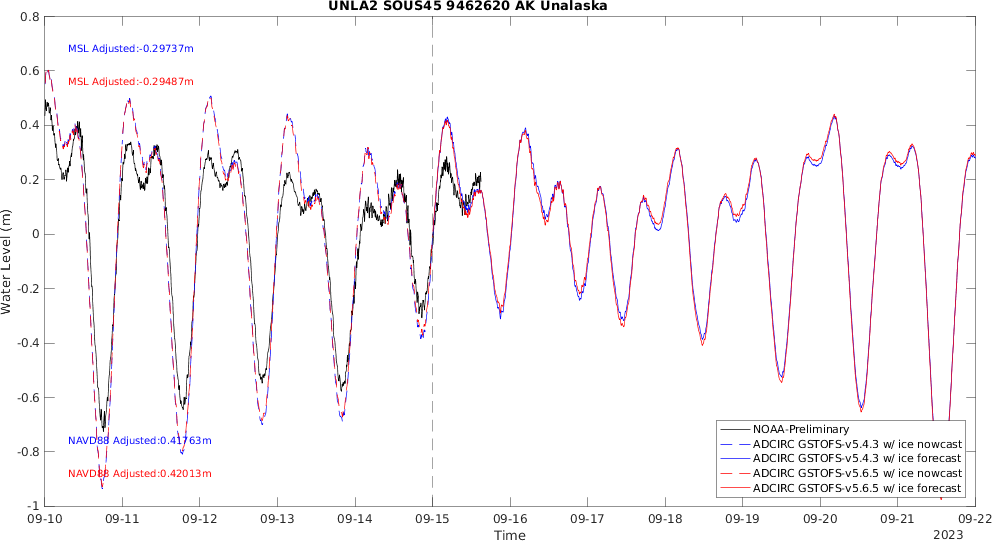 UNLA2 SOUS45 9462620 AK Unalaska
0.8
0.6
0.4
0.2
0
-0.2
-0.4
-0.6
-0.8
-1
Water Level (m)
MSL Adjusted:-0.29737m
MSL Adjusted:-0.29487m
NAVD88 Adjusted:0.41763m
NAVD88 Adjusted:0.42013m
NOAA-Preliminary
ADCIRC GSTOFS-v5.4.3 w/ ice nowcast
ADCIRC GSTOFS-v5.4.3 w/ ice forecast
ADCIRC GSTOFS-v5.6.5 w/ ice nowcast
ADCIRC GSTOFS-v5.6.5 w/ ice forecast
09-10 09-11 09-12 09-13 09-14 09-15 09-16 09-17 09-18 09-19 09-20 09-21 09-22
Time
2023